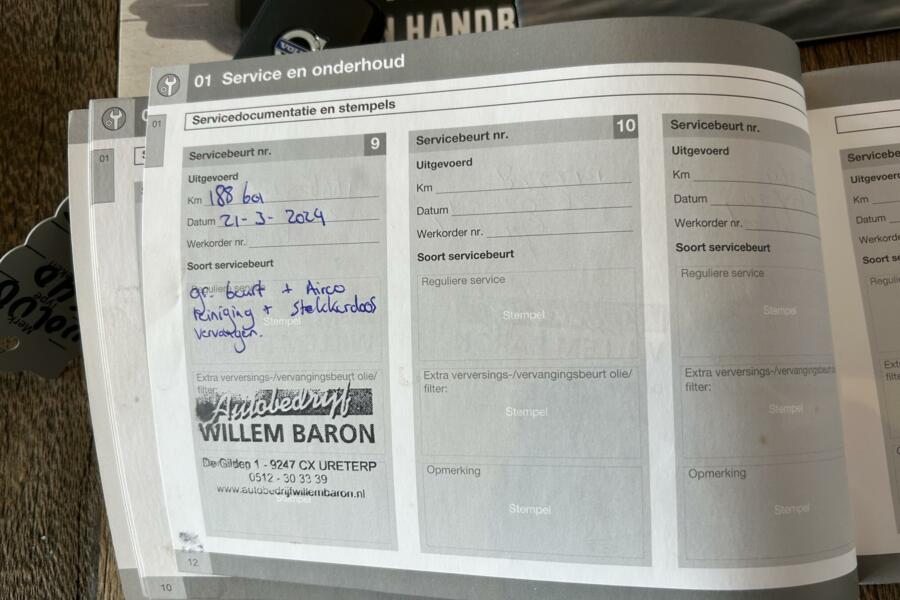 N HANDB
VOLVO
01 Service en onderhoud
01
Servicedocumentatie en stempels
Servicebeurt nr. 9
Uitgevoerd
Km 188 601
Datum 21-3-2024
Werkorder nr.
Soort servicebeurt
Reguliere service
gr. beurt + Airco
reiniging + stekkerdoos
vervangen.
Stempel
Extra verversings-/vervangingsbeurt olie/
filter:
Autobedrijf
WILLEM BARON
De Gilden 1 - 9247 CX URETERP
0512 - 30 33 39
www.autobedrijfwillembaron.nl
12
Servicebeurt nr. 10
Uitgevoerd
Km
Datum
Werkorder nr.
Soort servicebeurt
Reguliere service
Stempel
Extra verversings-/vervangingsbeurt olie/
filter:
Stempel
Opmerking
Stempel
Servicebeurt nr.
Uitgevoerd
Km
Datum
Werkorder nr.
Soort servicebeurt
Reguliere service
Stempel
Extra verversings-/vervangingsbeurt
filter:
Stempel
Opmerking
Stempel
Uitgevoerd
Km
Datum
01
10